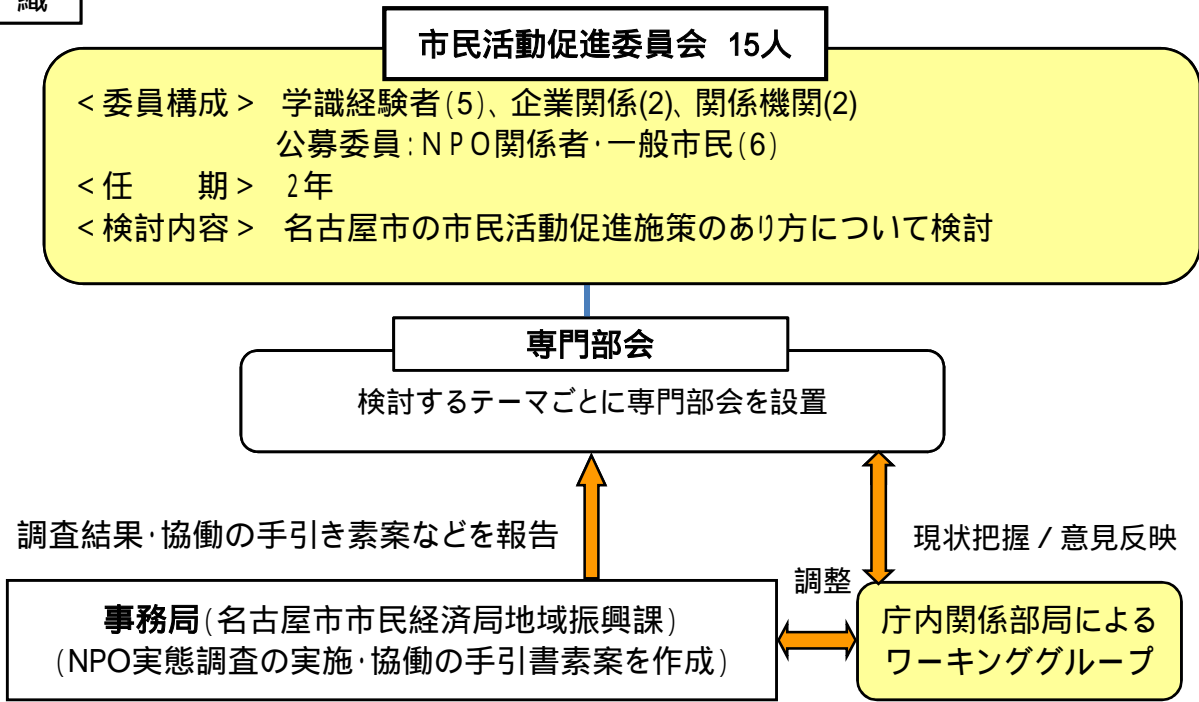 織
市民活動促進委員会 15人
<委員構成> 学識経験者(5)、企業関係(2)、関係機関(2)
公募委員:NPO関係者・一般市民(6)
<任　　期> 2年
<検討内容> 名古屋市の市民活動促進施策のあり方について検討
専門部会
検討するテーマごとに専門部会を設置
調査結果・協働の手引き素案などを報告
現状把握/意見反映
調整
事務局(名古屋市市民経済局地域振興課)
(NPO実態調査の実施・協働の手引書素案を作成)
庁内関係部局による
ワーキンググループ